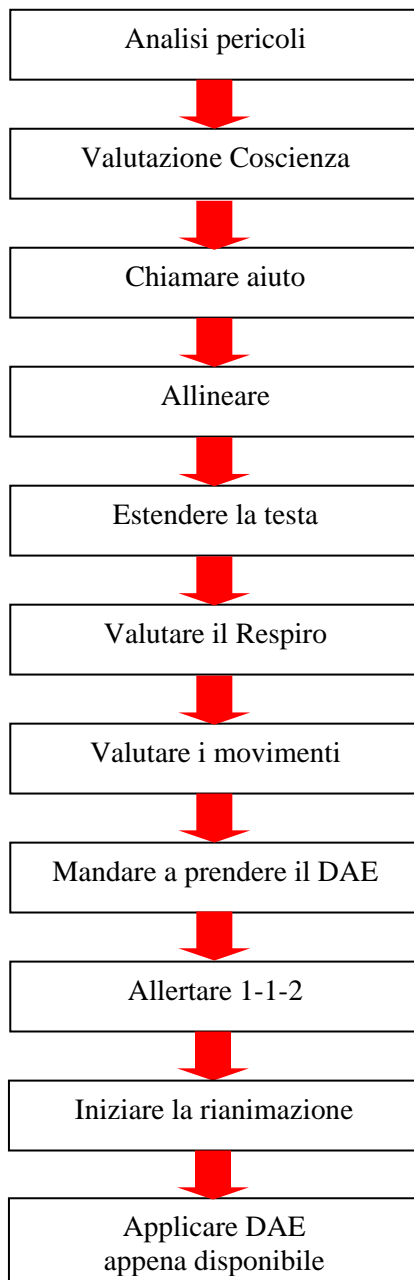 Analisi pericoli
Valutazione Coscienza
Chiamare aiuto
Allineare
Estendere la testa
Valutare il Respiro
Valutare i movimenti
Mandare a prendere il DAE
Allertare 1-1-2
Iniziare la rianimazione
Applicare DAE
appena disponibile